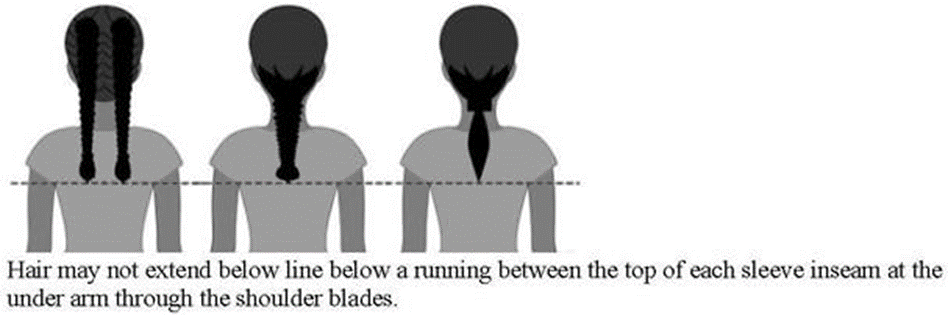 Hair may not extend below line below a running between the top of each sleeve inseam at the
under arm through the shoulder blades.